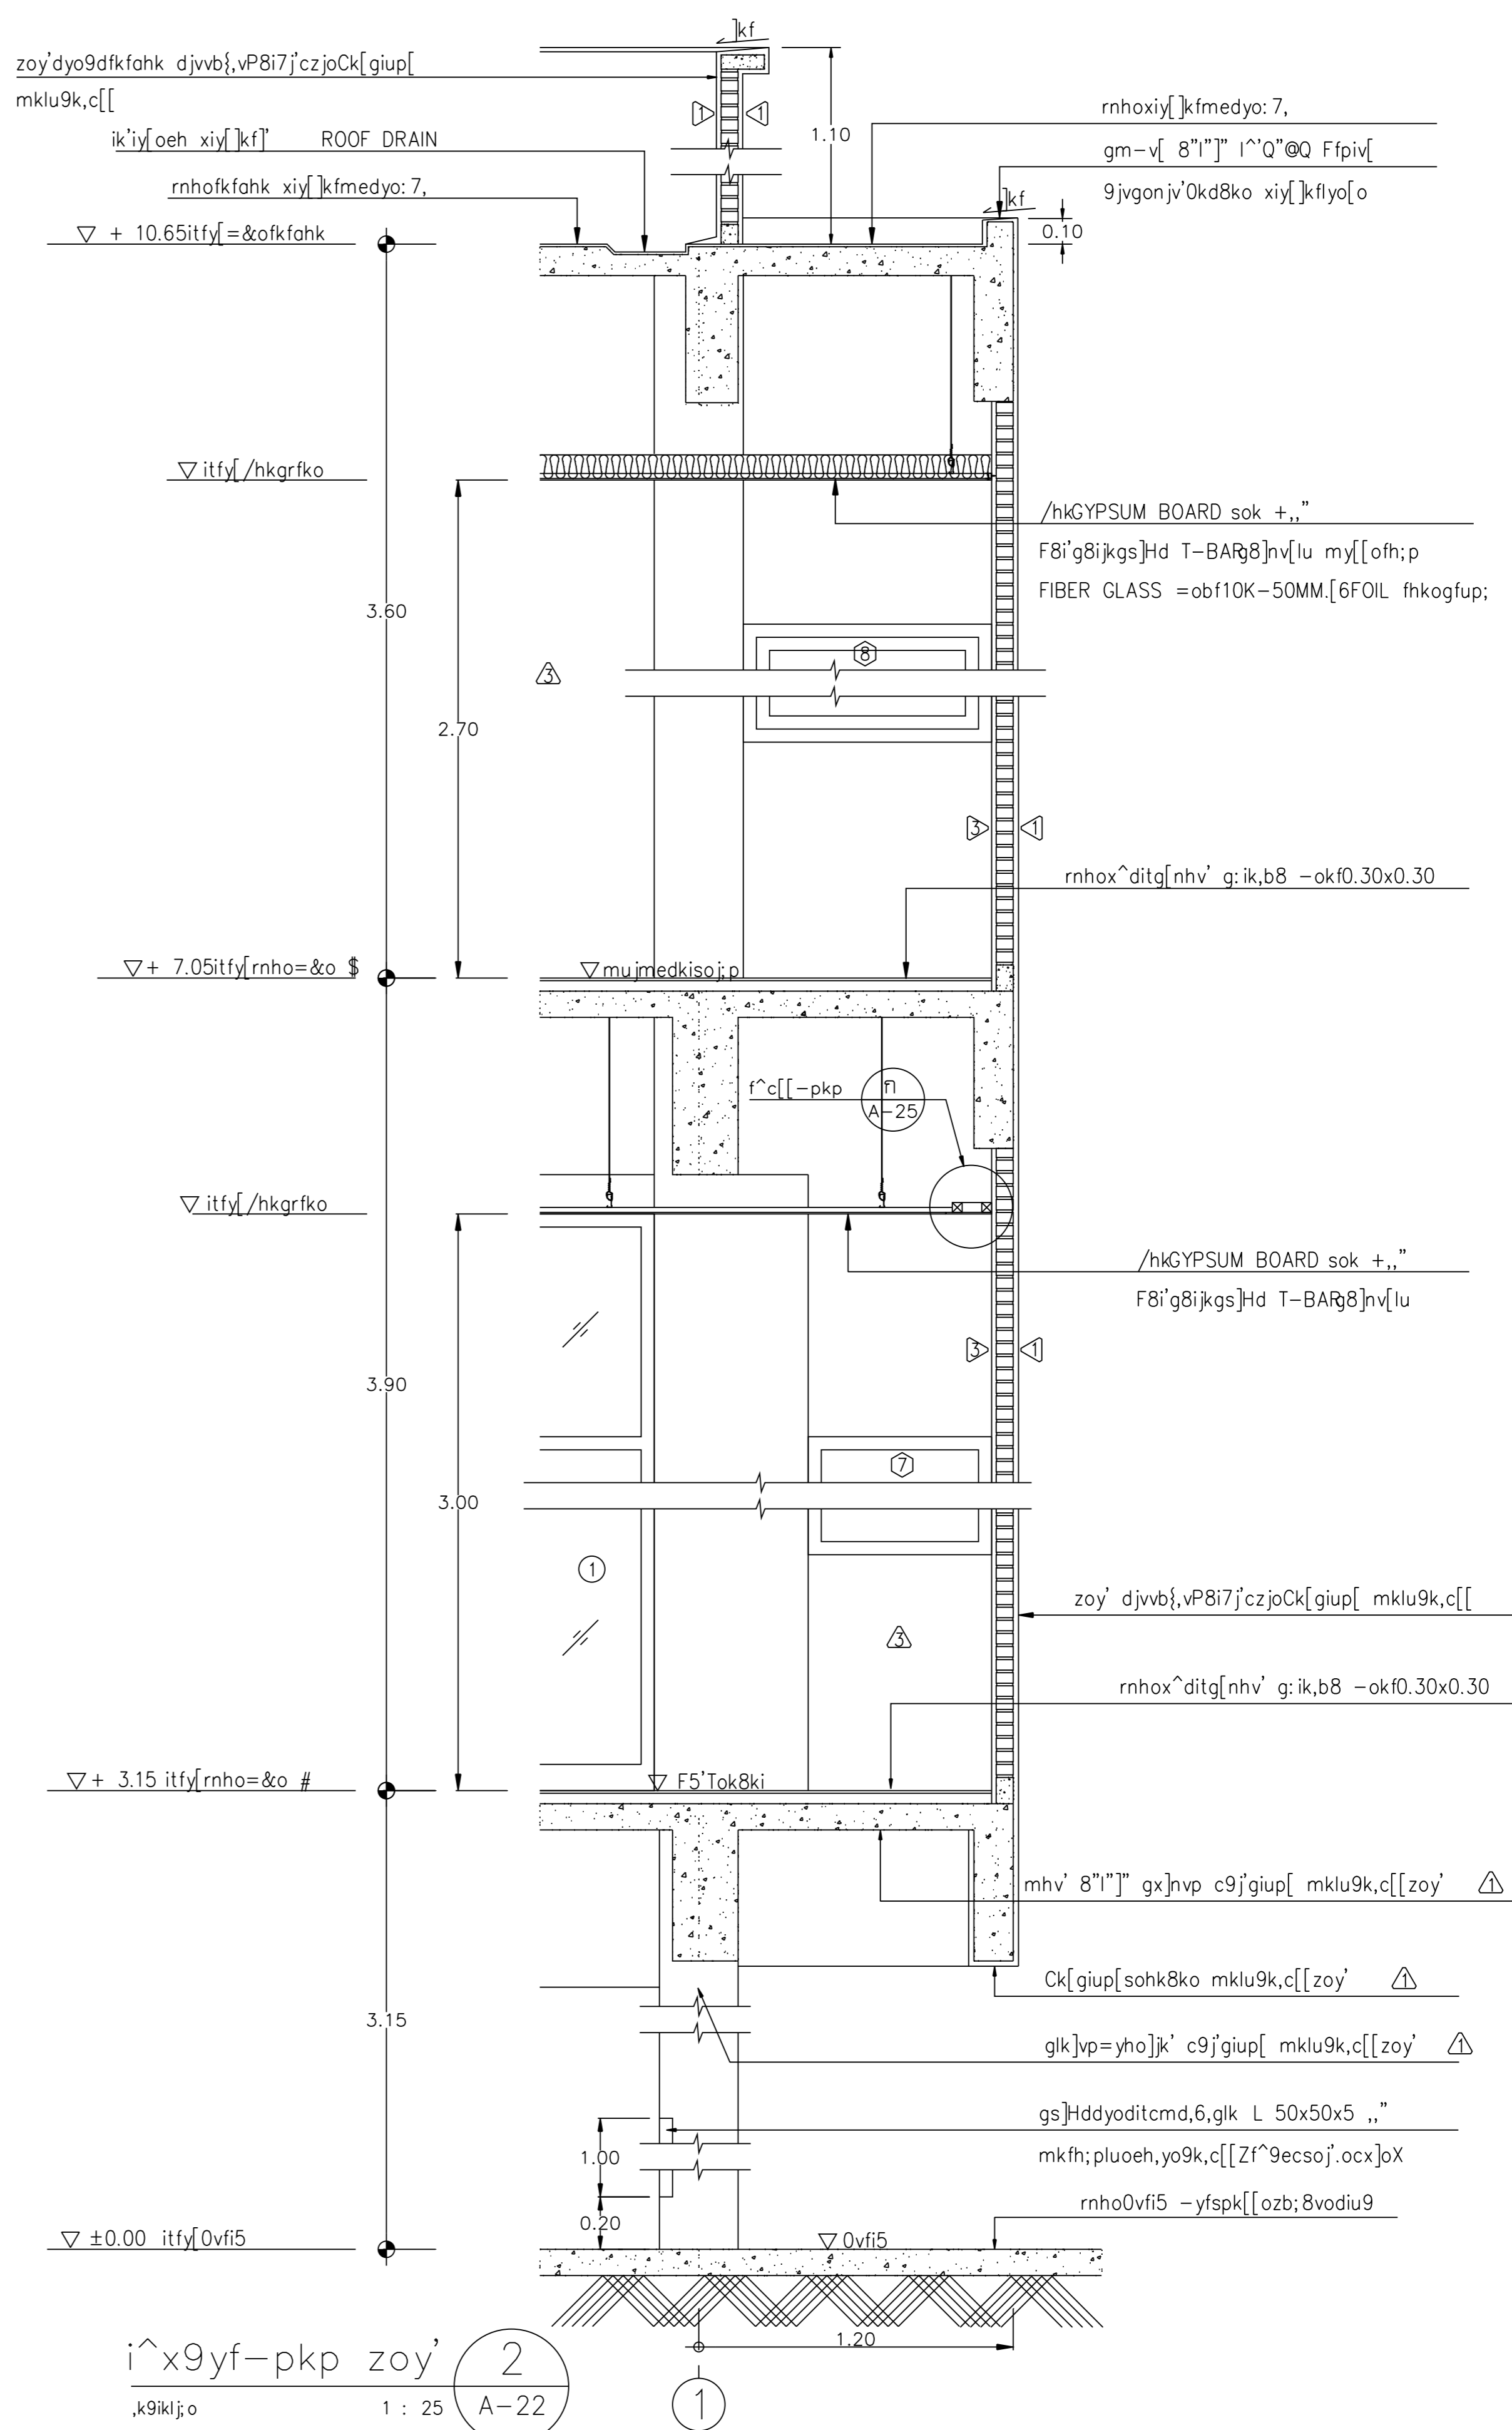 ]kf
zoy'dyo9dfkfahk djvvb{,vP8i7j'czjoCk[giup[
mklu9k,c[[
ik'iy[oeh xiy[]kf]' ROOF DRAIN
rnhofkfahk xiy[]kfmedyo:7,
▽ + 10.65itfy[=&ofkfahk
1
1
1.10
rnhoxiy[]kfmedyo:7,
gm-v[ 8"l"]" l^'Q"@Q Ffpiv[
9jvgonjv'0kd8ko xiy[]kflyo[o
]kf
0.10
▽ itfy[/hkgrfko
/hkGYPSUM BOARD sok +,,"
F8i'g8ijkgs]Hd T-BARg8]nv[lu my[[ofh;p
FIBER GLASS =obf10K-50MM.[6FOIL fhkogfup;
3.60
3
8
2.70
3
1
rnhox^ditg[nhv' g:ik,b8 -okf0.30x0.30
▽+ 7.05itfy[rnho=&o $
▽mujmedkisoj;p
f^c[[-pkp
ก
A-25
▽ itfy[/hkgrfko
/hkGYPSUM BOARD sok +,,"
F8i'g8ijkgs]Hd T-BARg8]nv[lu
3
1
3.90
7
3.00
1
zoy' djvvb{,vP8i7j'czjoCk[giup[ mklu9k,c[[
3
rnhox^ditg[nhv' g:ik,b8 -okf0.30x0.30
▽+ 3.15 itfy[rnho=&o #
▽ F5'Tok8ki
mhv' 8"l"]" gx]nvp c9j'giup[ mklu9k,c[[zoy' 1
Ck[giup[sohk8ko mklu9k,c[[zoy' 1
3.15
glk]vp=yho]jk' c9j'giup[ mklu9k,c[[zoy' 1
gs]Hddyoditcmd,6,glk L 50x50x5 ,,"
mkfh;pluoeh,yo9k,c[[Zf^9ecsoj'.ocx]oX
1.00
0.20
rnho0vfi5 -yfspk[[ozb;8vodiu9
▽ ±0.00 itfy[0vfi5
▽ 0vfi5
1.20
i^x9yf-pkp zoy'
2
,k9iklj;o 1 : 25
A-22
1